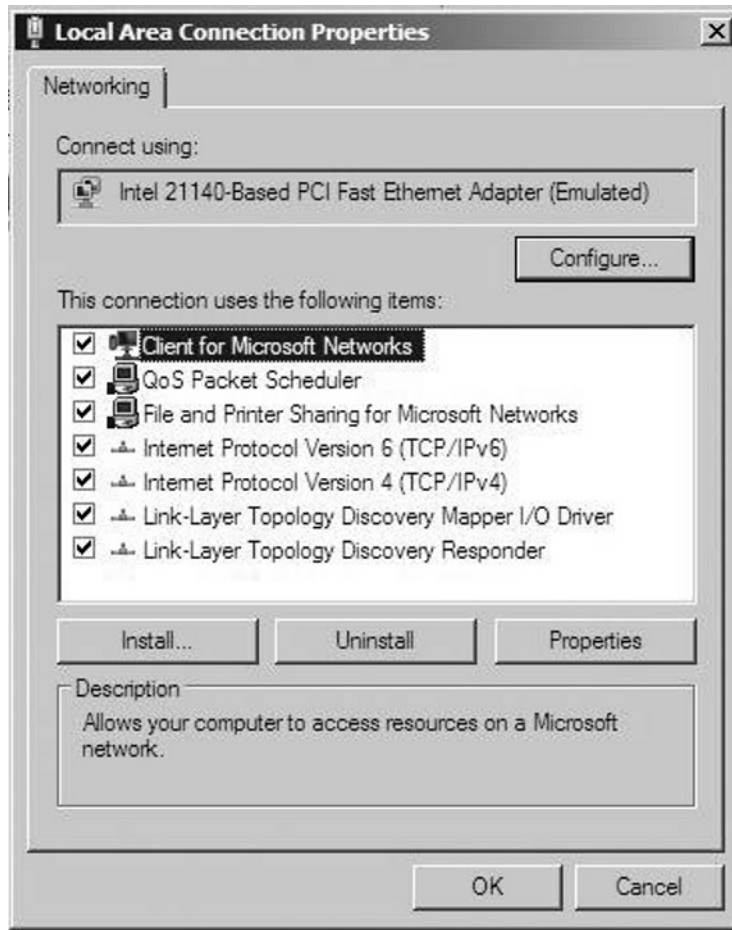 Local Area Connection Properties
Networking
Connect using:
Intel 21140-Based PCI Fast Ethernet Adapter (Emulated)
Configure...
This connection uses the following items:
Client for Microsoft Networks
QoS Packet Scheduler
File and Printer Sharing for Microsoft Networks
Internet Protocol Version 6 (TCP/IPv6)
Internet Protocol Version 4 (TCP/IPv4)
Link-Layer Topology Discovery Mapper I/O Driver
Link-Layer Topology Discovery Responder
Install... Uninstall Properties
Description
Allows your computer to access resources on a Microsoft
network.
OK Cancel